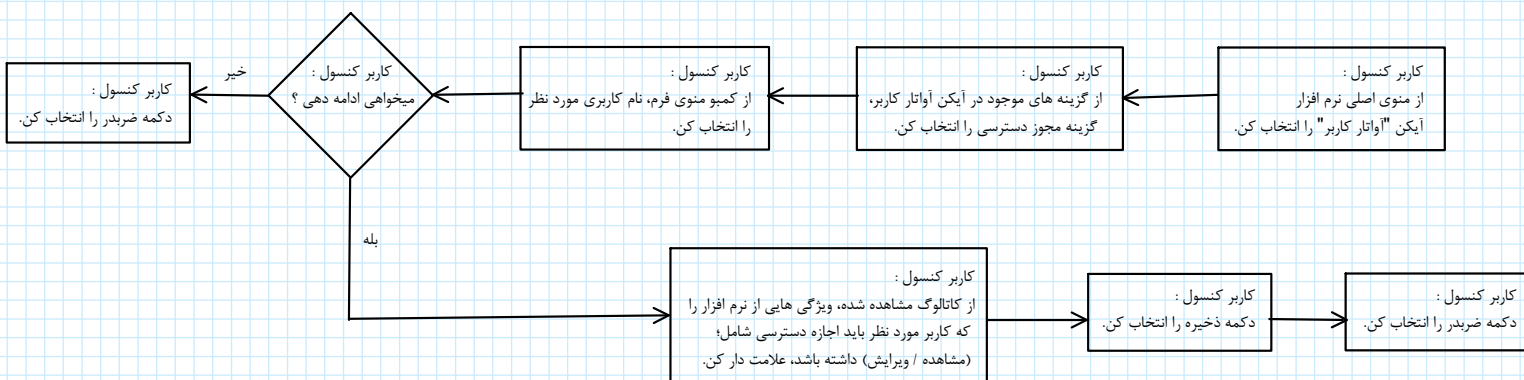 کاربر کنسول :
از منوی اصلی نرم افزار
آیکن "آواتار کاربر" را انتخاب کن.
کاربر کنسول :
از گزینه های موجود در آیکن آواتار کاربر،
گزینه مجوز دسترسی را انتخاب کن.
کاربر کنسول :
از کمبو منوی فرم، نام کاربری مورد نظر
را انتخاب کن.
کاربر کنسول :
میخواهی ادامه دهی ؟
خیر
کاربر کنسول :
دکمه ضربدر را انتخاب کن.
بله
کاربر کنسول :
از کاتالوگ مشاهده شده، ویژگی هایی از نرم افزار را
که کاربر مورد نظر باید اجازه دسترسی شامل؛
(مشاهده / ویرایش) داشته باشد، علامت دار کن.
کاربر کنسول :
دکمه ذخیره را انتخاب کن.
کاربر کنسول :
دکمه ضربدر را انتخاب کن.